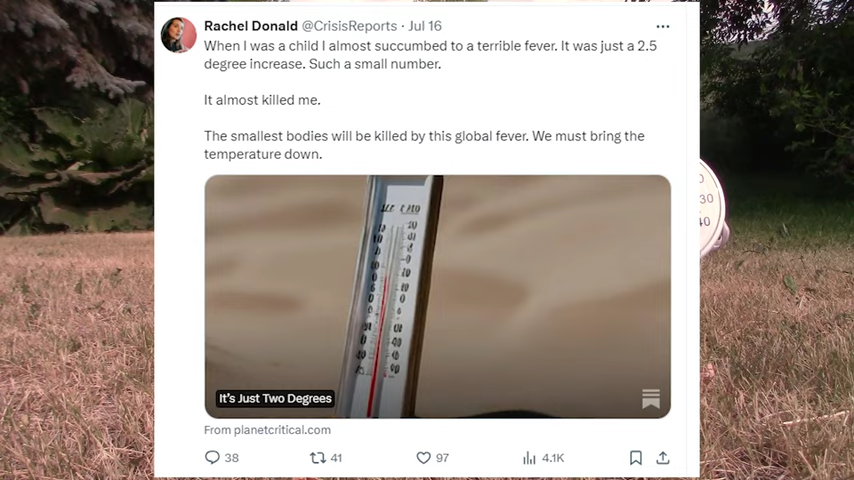 Rachel Donald @CrisisReports · Jul 16
When I was a child I almost succumbed to a terrible fever. It was just a 2.5
degree increase. Such a small number.
It almost killed me.
The smallest bodies will be killed by this global fever. We must bring the
temperature down.
It's Just Two Degrees
From planetcritical.com
38 41 97 4.1K
30
40